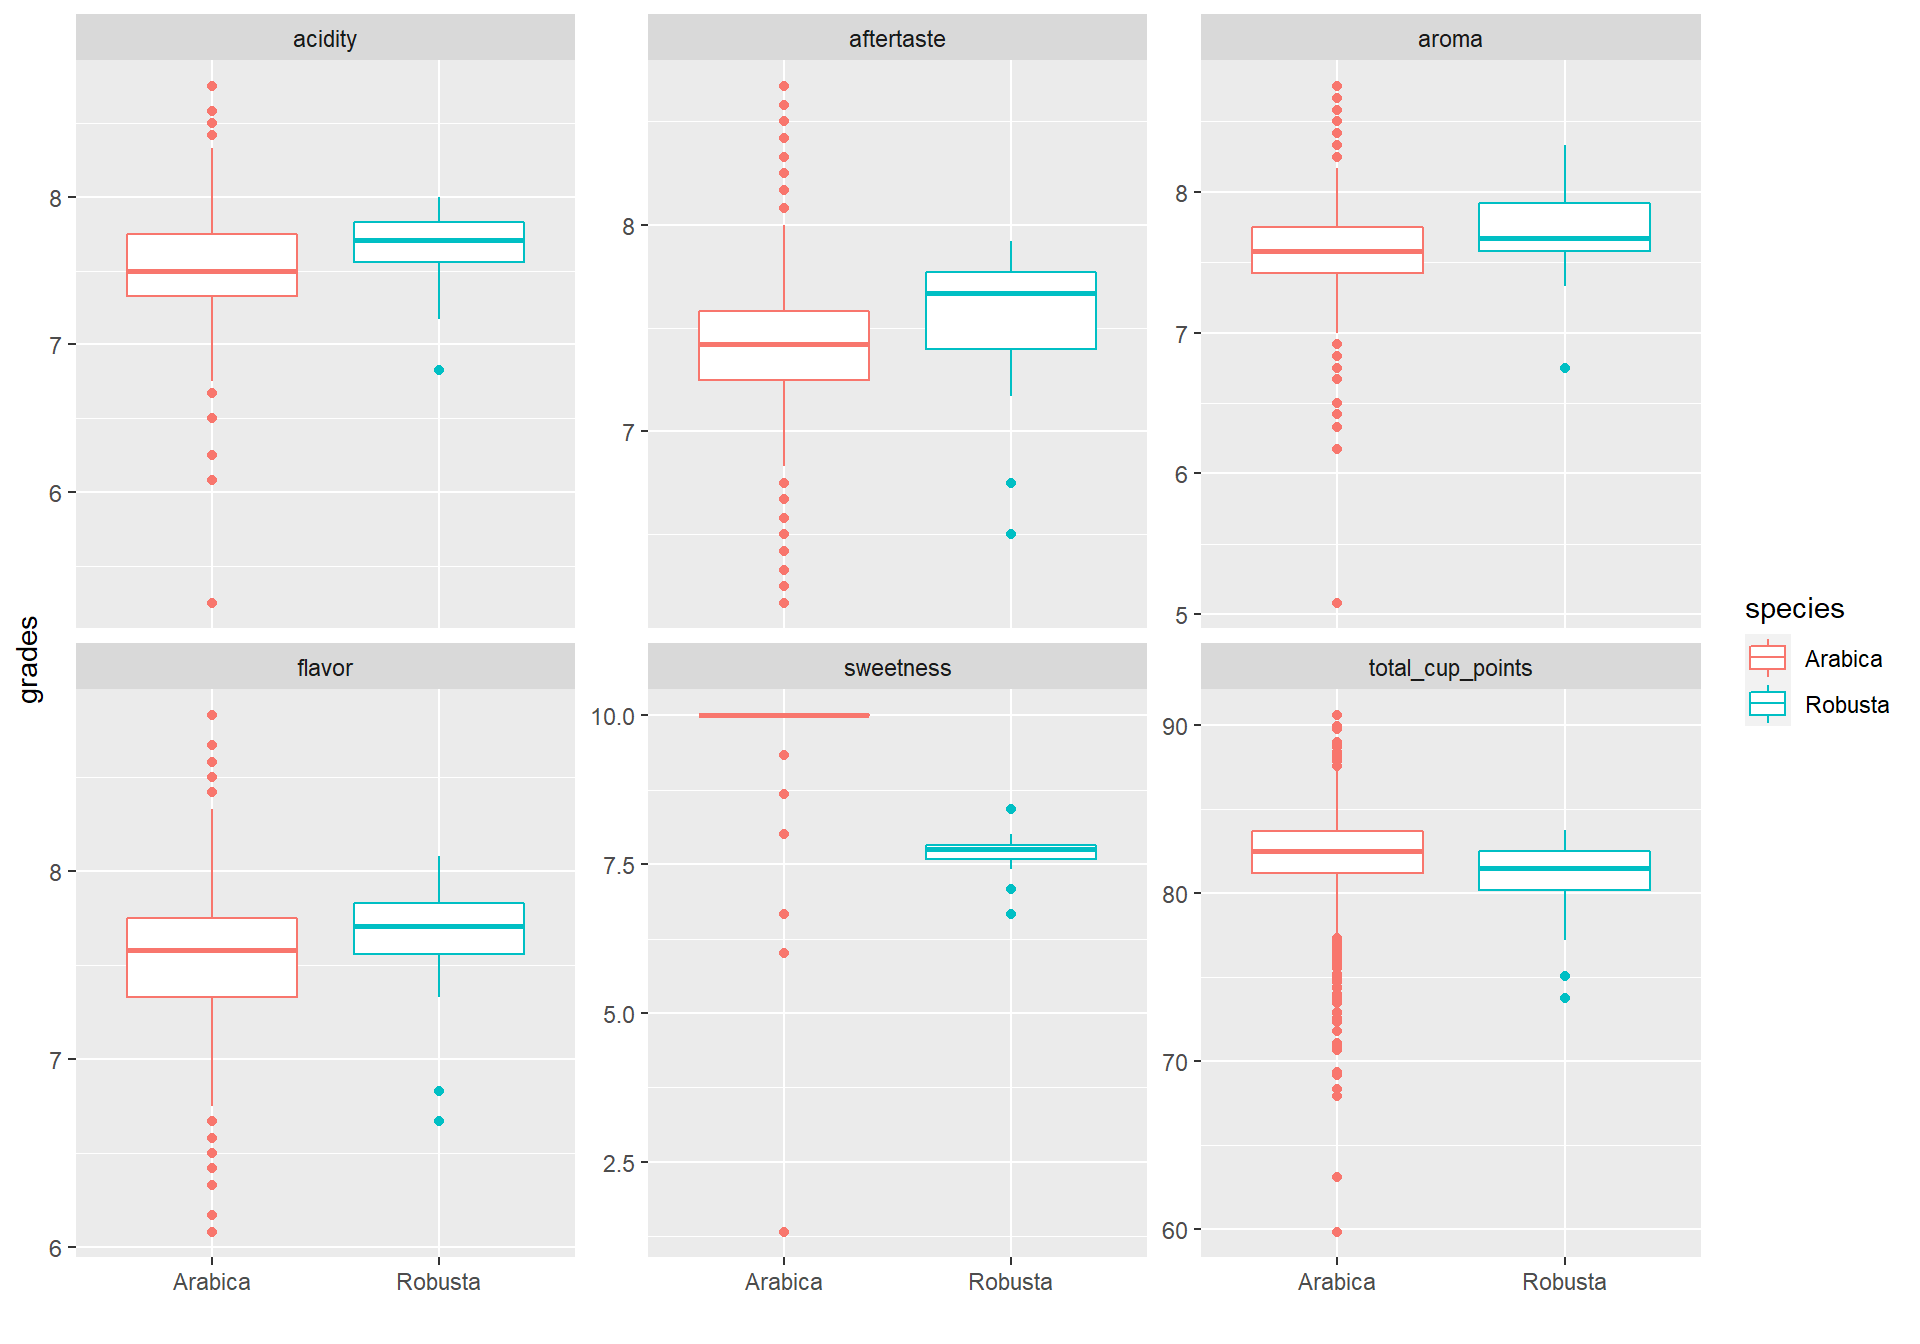 acidity
aftertaste
aroma
8
7
6
8
7
8
7
6
5
grades
flavor
sweetness
total_cup_points
8
7
6
10.0
7.5
5.0
2.5
90
80
70
60
Arabica
Robusta
Arabica
Robusta
Arabica
Robusta
species
Arabica
Robusta